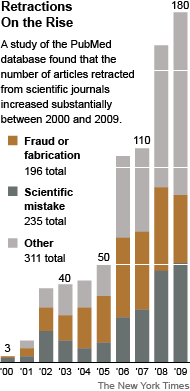 Retractions
On the Rise
A study of the PubMed
database found that the
number of articles retracted
from scientific journals
increased substantially
between 2000 and 2009.
Fraud or
fabrication
196 total
Scientific
mistake
235 total
Other
311 total
3
40
50
110
180
'00 '01 '02 '03 '04 '05 '06 '07 '08 '09
The New York Times